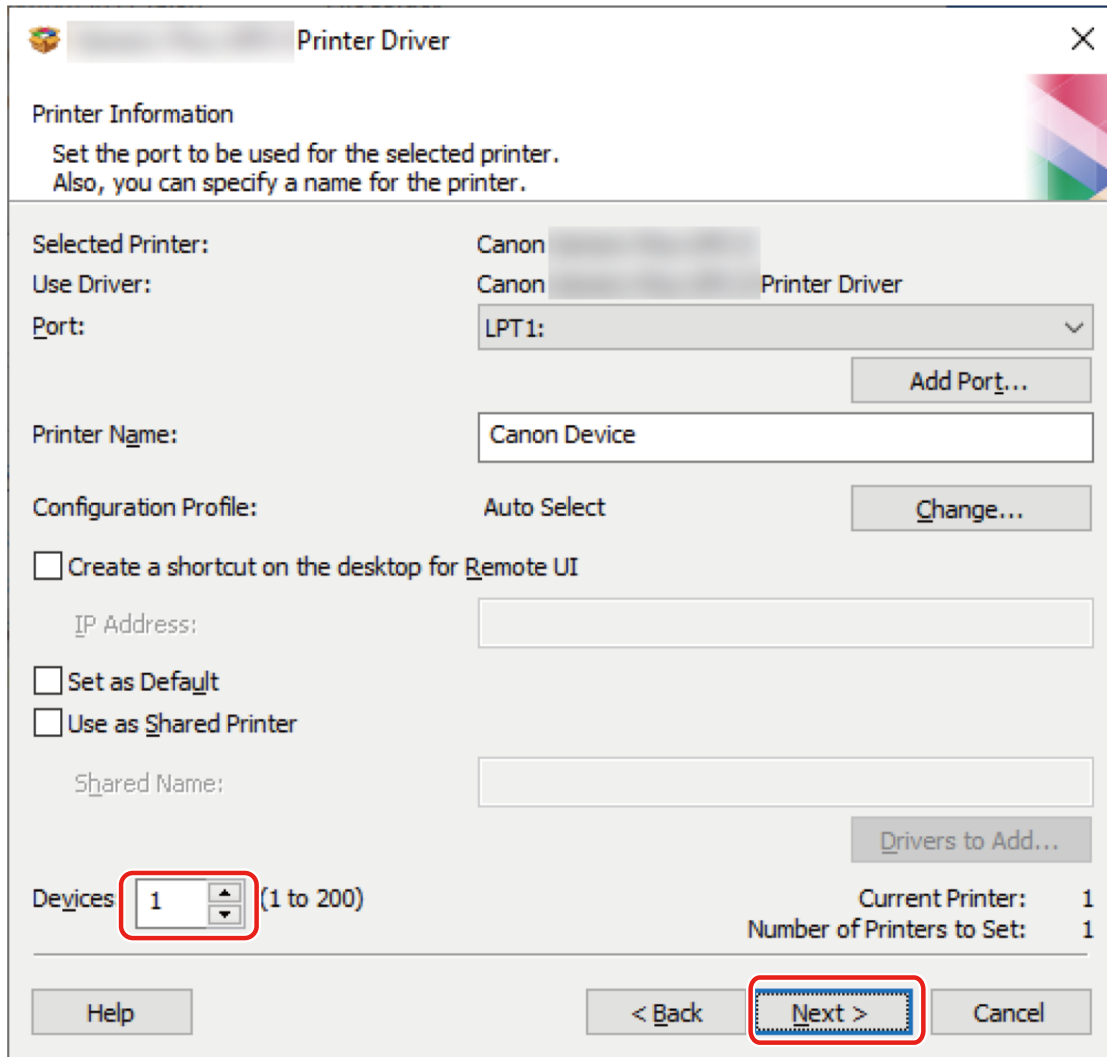 Printer Driver
Printer Information
Set the port to be used for the selected printer.
Also, you can specify a name for the printer.
Selected Printer: Canon
Use Driver: Canon Printer Driver
Port: LPT1:
Add Port...
Printer Name: Canon Device
Configuration Profile: Auto Select Change...
Create a shortcut on the desktop for Remote UI
IP Address:
Set as Default
Use as Shared Printer
Shared Name:
Drivers to Add...
Devices 1 (1 to 200) Current Printer: 1
Number of Printers to Set: 1
Help < Back Next > Cancel